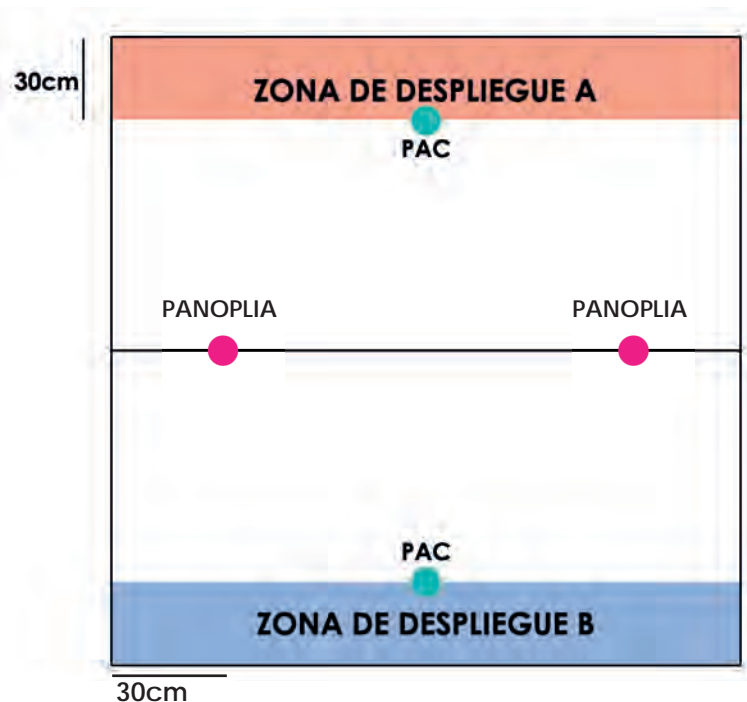 30cm
ZONA DE DESPLIEGUE A
PAC
PANOPLIA
PANOPLIA
PAC
ZONA DE DESPLIEGUE B
30cm